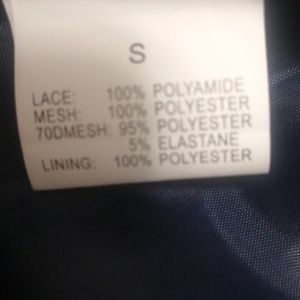 S
LACE: 100% POLYAMIDE
MESH: 100% POLYESTER
70DMESH: 95% POLYESTER
5% ELASTANE
LINING: 100% POLYESTER